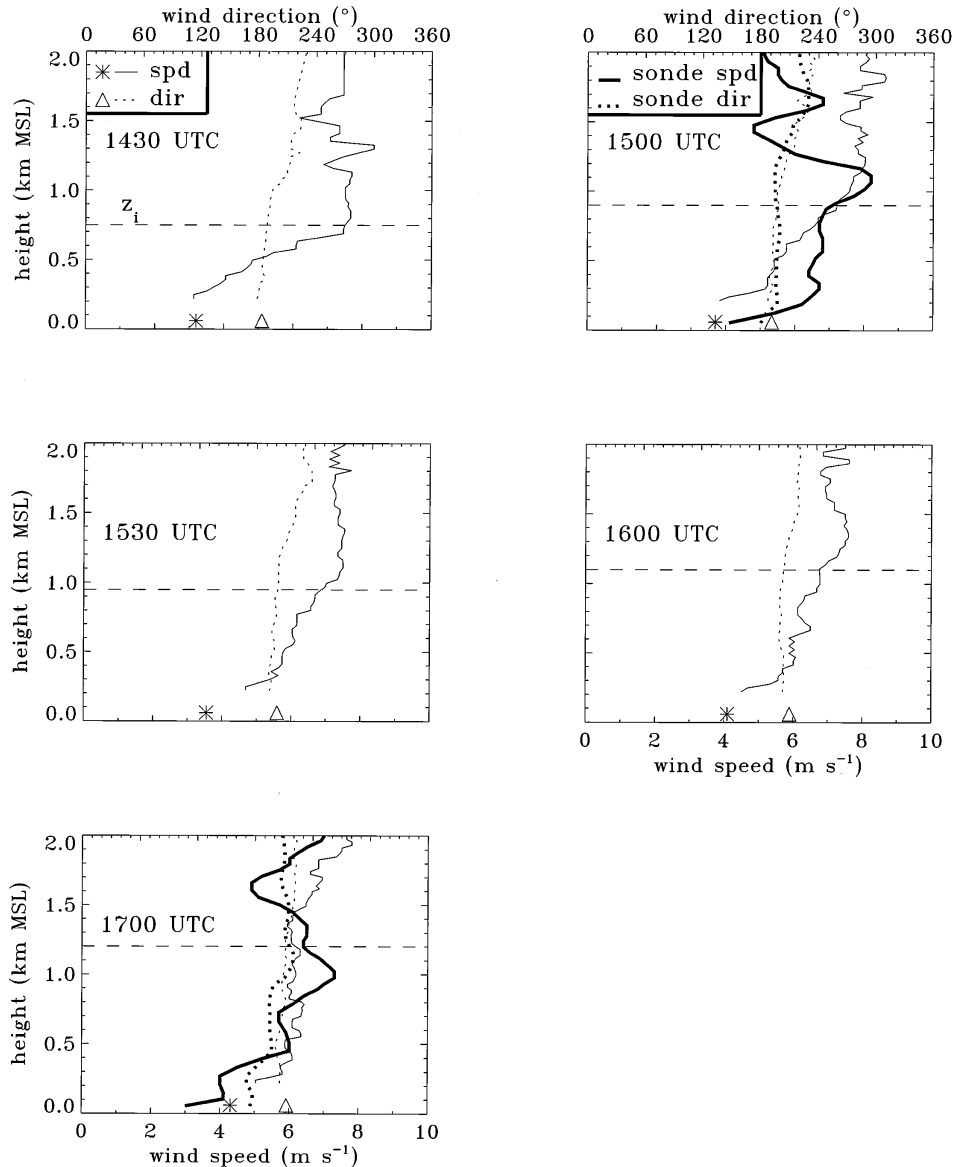 wind direction (°)
0 60 120 180 240 300 360
wind direction (°)
0 60 120 180 240 300 360
height (km MSL)
2.0
1.5
1.0
0.5
0.0
spd
dir
1430 UTC
z_i
sonde spd
sonde dir
1500 UTC
height (km MSL)
2.0
1.5
1.0
0.5
0.0
1530 UTC
1600 UTC
0 2 4 6 8 10
wind speed (m s⁻¹)
height (km MSL)
2.0
1.5
1.0
0.5
0.0
1700 UTC
0 2 4 6 8 10
wind speed (m s⁻¹)